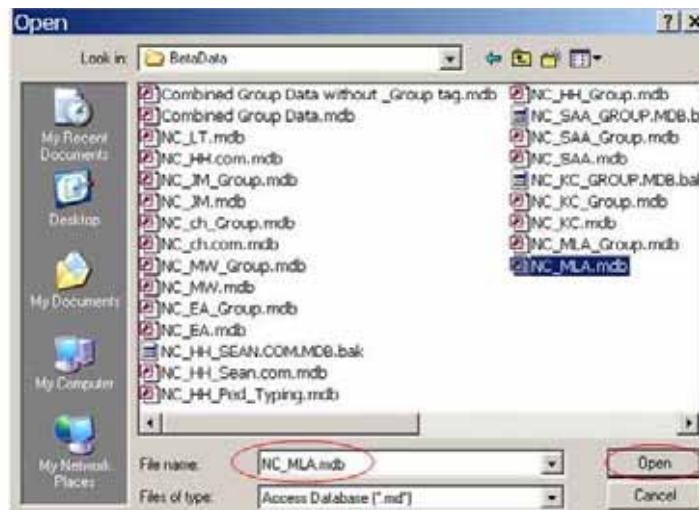 Open
Look in: BetaData
My Recent Documents
Desktop
My Documents
My Computer
My Network Places
Combined Group Data without _Group tag.mdb
Combined Group Data.mdb
NC_LT.mdb
NC_HH.com.mdb
NC_JM_Group.mdb
NC_JM.mdb
NC_ch_Group.mdb
NC_ch.com.mdb
NC_MW_Group.mdb
NC_MW.mdb
NC_EA_Group.mdb
NC_EA.mdb
NC_HH_SEAN.COM.MDB.bak
NC_HH_Sean.com.mdb
NC_HH_Ped_Typing.mdb
NC_HH_Group.mdb
NC_SAA_GROUP.MDB.b
NC_SAA_Group.mdb
NC_SAA.mdb
NC_KC_GROUP.MDB.bak
NC_KC_Group.mdb
NC_KC.mdb
NC_MLA_Group.mdb
NC_MLA.mdb
File name: NC_MLA.mdb Open
Files of type: Access Database (*.md*) Cancel